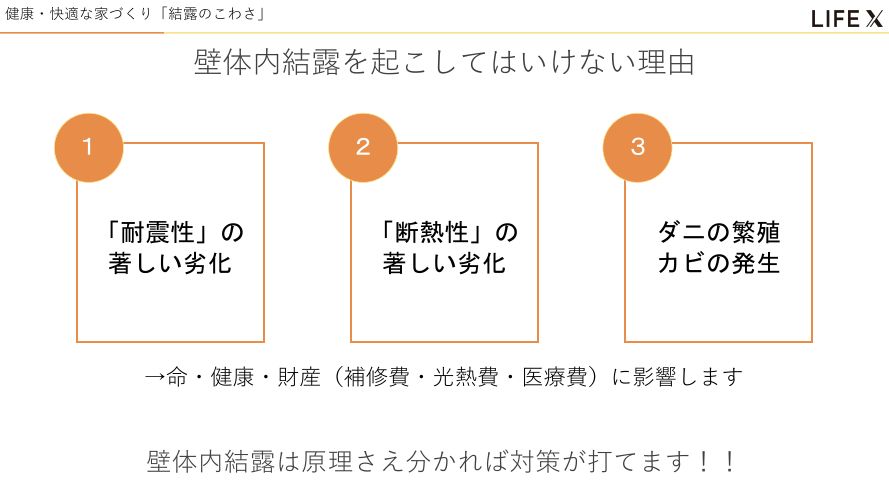 健康・快適な家づくり「結露のこわさ」
LIFE X
壁体内結露を起こしてはいけない理由
1
「耐震性」の
著しい劣化
2
「断熱性」の
著しい劣化
3
ダニの繁殖
カビの発生
→命・健康・財産（補修費・光熱費・医療費）に影響します
壁体内結露は原理さえ分かれば対策が打てます！！